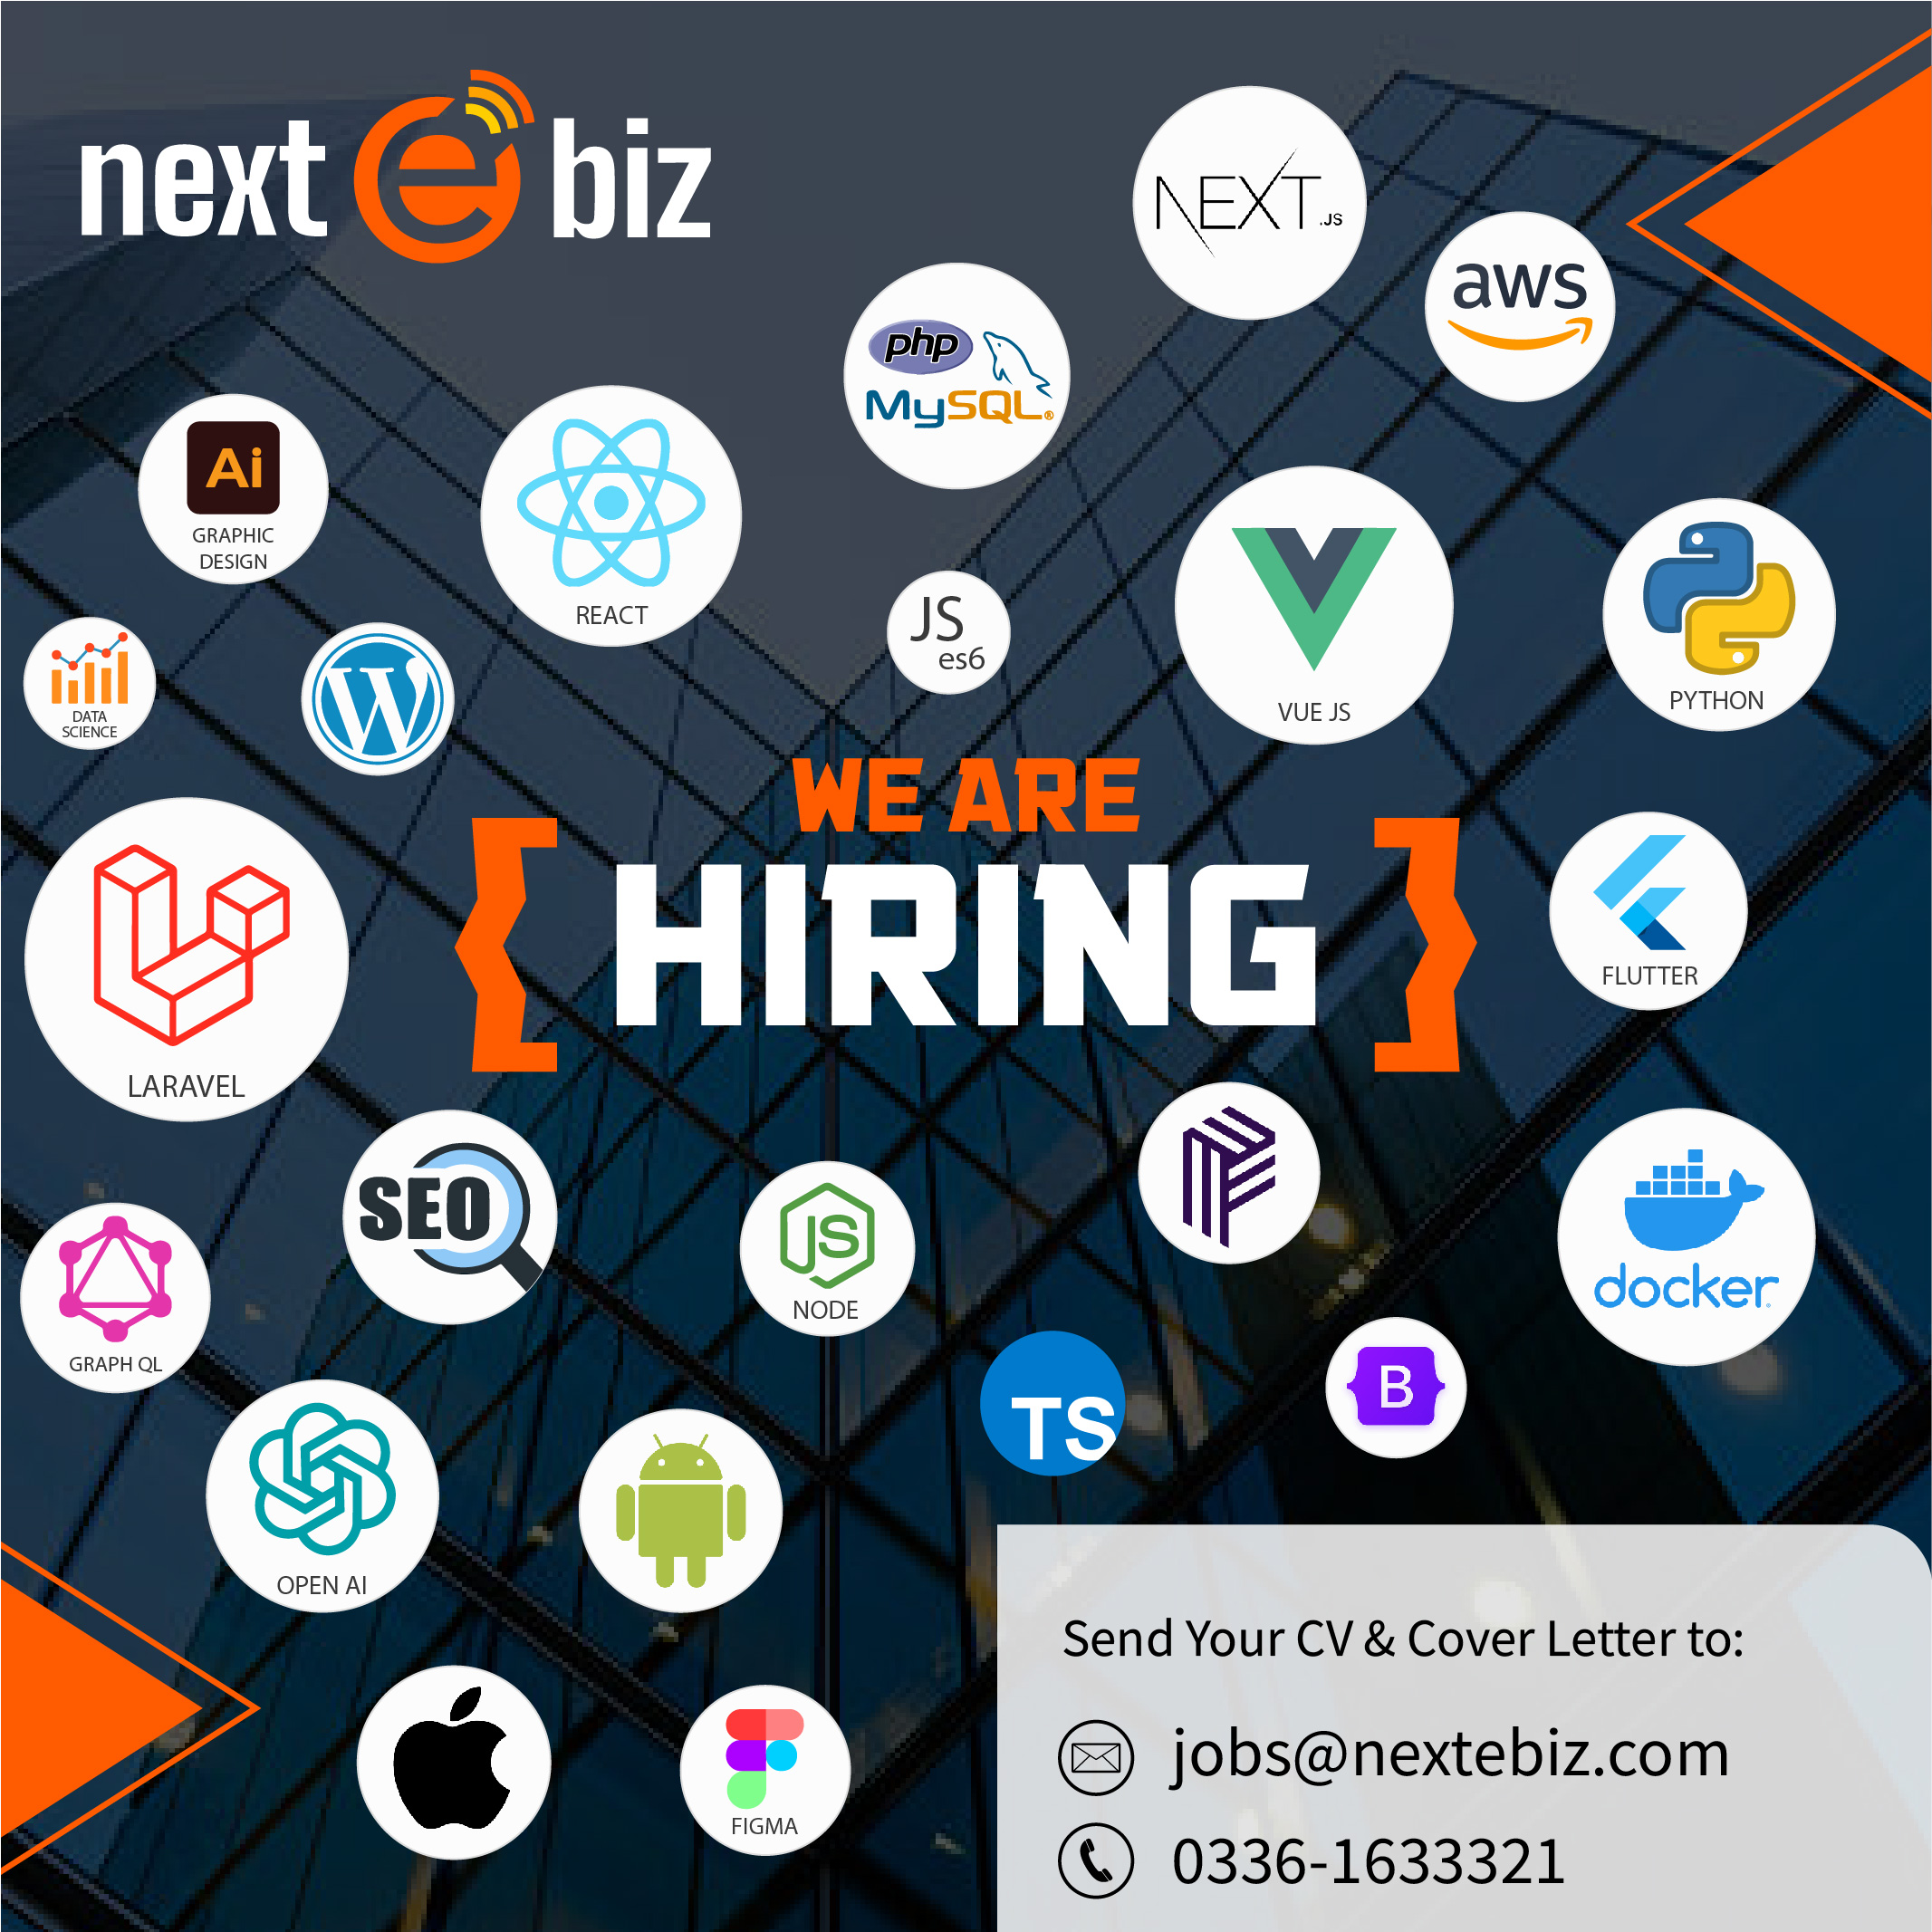 next e biz
NEXT.JS
aws
php
MySQL®
Ai
GRAPHIC
DESIGN
REACT
JS
es6
VUE JS
PYTHON
DATA
SCIENCE
W
WE ARE
{ HIRING }
LARAVEL
FLUTTER
SEO
JS
NODE
docker
GRAPH QL
TS
B
OPEN AI
FIGMA
Send Your CV & Cover Letter to:
jobs@nextebiz.com
0336-1633321